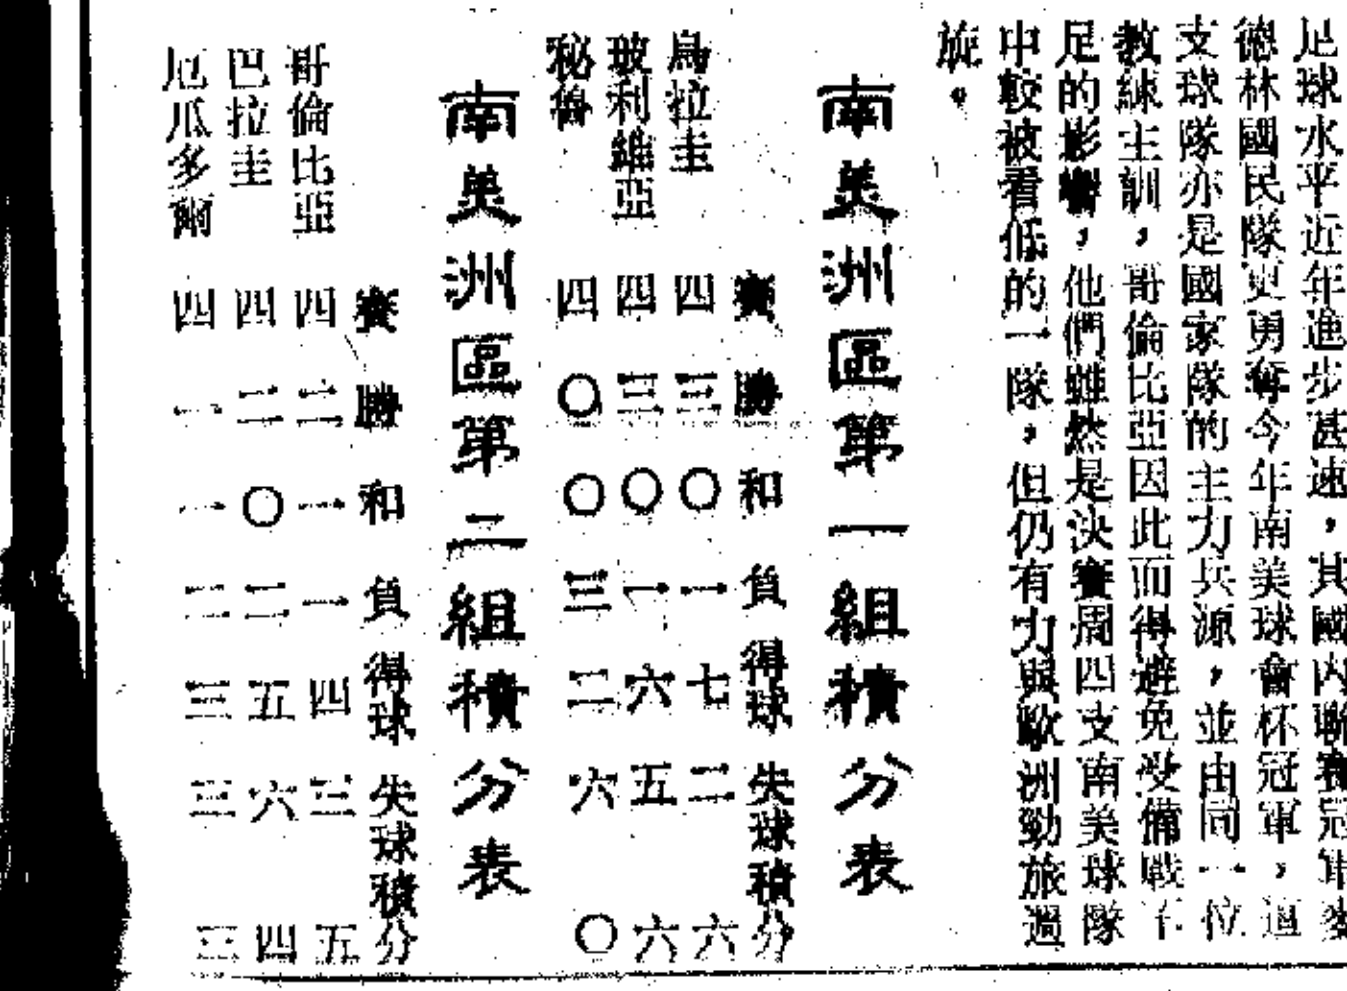 足球水平近年進步甚速，其國內聯賽冠軍麥
德林國民隊更勇奪今年南美球會杯冠軍，這
支球隊亦是國家隊的主力兵源，並由同一位
教練主訓，哥倫比亞因此而得避免受備戰不
足的影響，他們雖然是決賽周四支南美球隊
中較被看低的一隊，但仍有力與歐洲勁旅週
旋。
南美洲區第一組積分表
賽 勝 和 負 得球 失球 積分
烏拉圭 四 三 〇 一 七 二 六
玻利維亞 四 三 〇 一 六 五 六
秘魯 四 〇 〇 三 二 六 〇
南美洲區第二組積分表
賽 勝 和 負 得球 失球 積分
哥倫比亞 四 二 一 一 四 三 五
巴拉圭 四 二 〇 二 五 六 四
厄瓜多爾 四 一 一 二 三 三 三